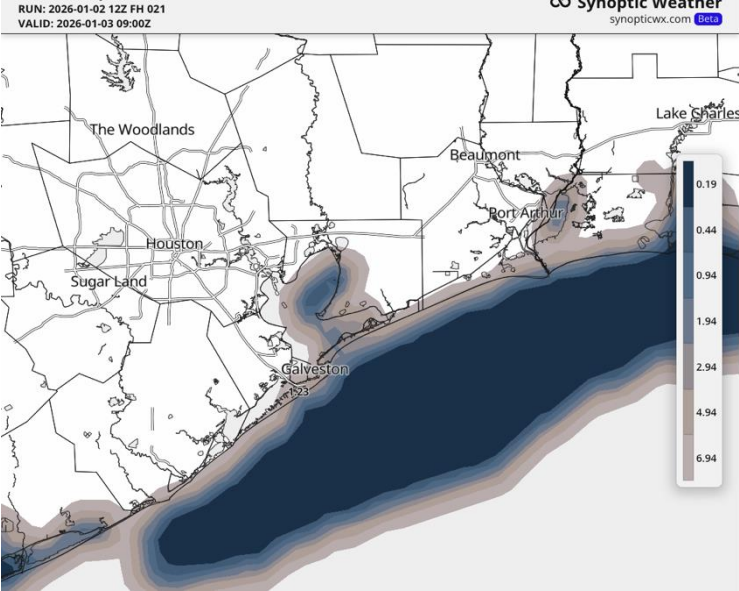 RUN: 2026-01-02 12Z FH 021
VALID: 2026-01-03 09:00Z
Synoptic Weather
synopticwx.com Beta
Lake Charles
The Woodlands
Beaumont
Port Arthur
Houston
Sugar Land
Galveston
1.23
0.19
0.44
0.94
1.94
2.94
4.94
6.94